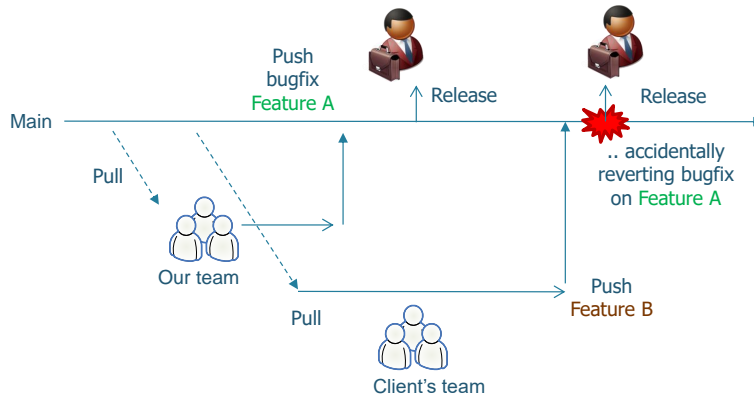 Push
bugfix
Feature A
Release
Release
Main
.. accidentally
reverting bugfix
on Feature A
Pull
Our team
Pull
Push
Feature B
Client's team